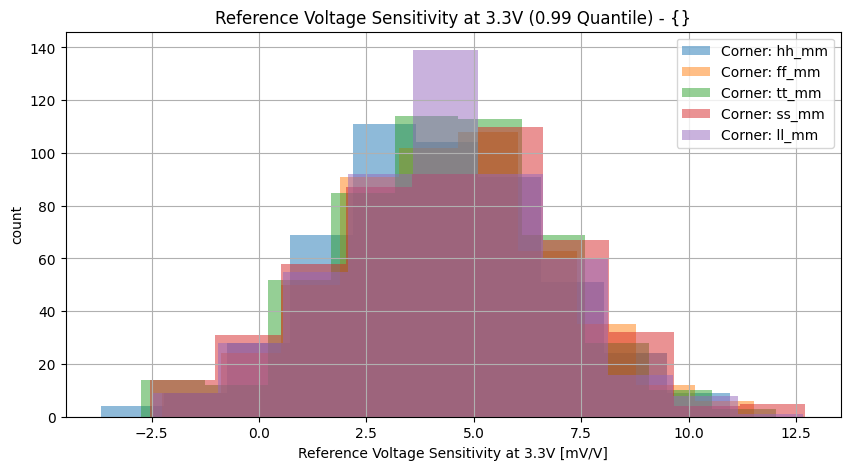 Reference Voltage Sensitivity at 3.3V (0.99 Quantile) - {}
140
120
100
80
60
40
20
0
count
Corner: hh_mm
Corner: ff_mm
Corner: tt_mm
Corner: ss_mm
Corner: ll_mm
−2.5 0.0 2.5 5.0 7.5 10.0 12.5
Reference Voltage Sensitivity at 3.3V [mV/V]